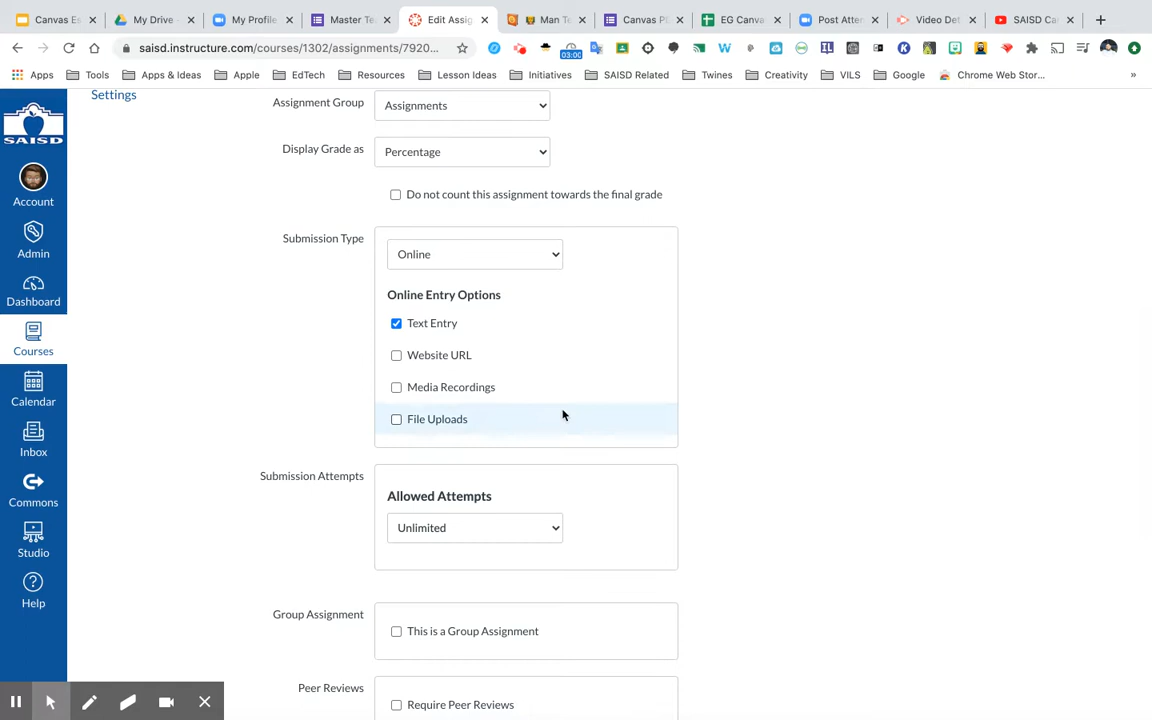 Canvas Es
My Drive -
My Profile
Master Te
Edit Assig
Man Te
Canvas Pl
EG Canva
Post Atten
Video Det
SAISD Ca
saisd.instructure.com/courses/1302/assignments/7920...
03:00
Apps
Tools
Apps & Ideas
Apple
EdTech
Resources
Lesson Ideas
Initiatives
SAISD Related
Twines
Creativity
VILS
Google
Chrome Web Stor...
»
SAISD
Account
Admin
Dashboard
Courses
Calendar
Inbox
Commons
Studio
Help
Settings
Assignment Group
Assignments
Display Grade as
Percentage
Do not count this assignment towards the final grade
Submission Type
Online
Online Entry Options
Text Entry
Website URL
Media Recordings
File Uploads
Submission Attempts
Allowed Attempts
Unlimited
Group Assignment
This is a Group Assignment
Peer Reviews
Require Peer Reviews